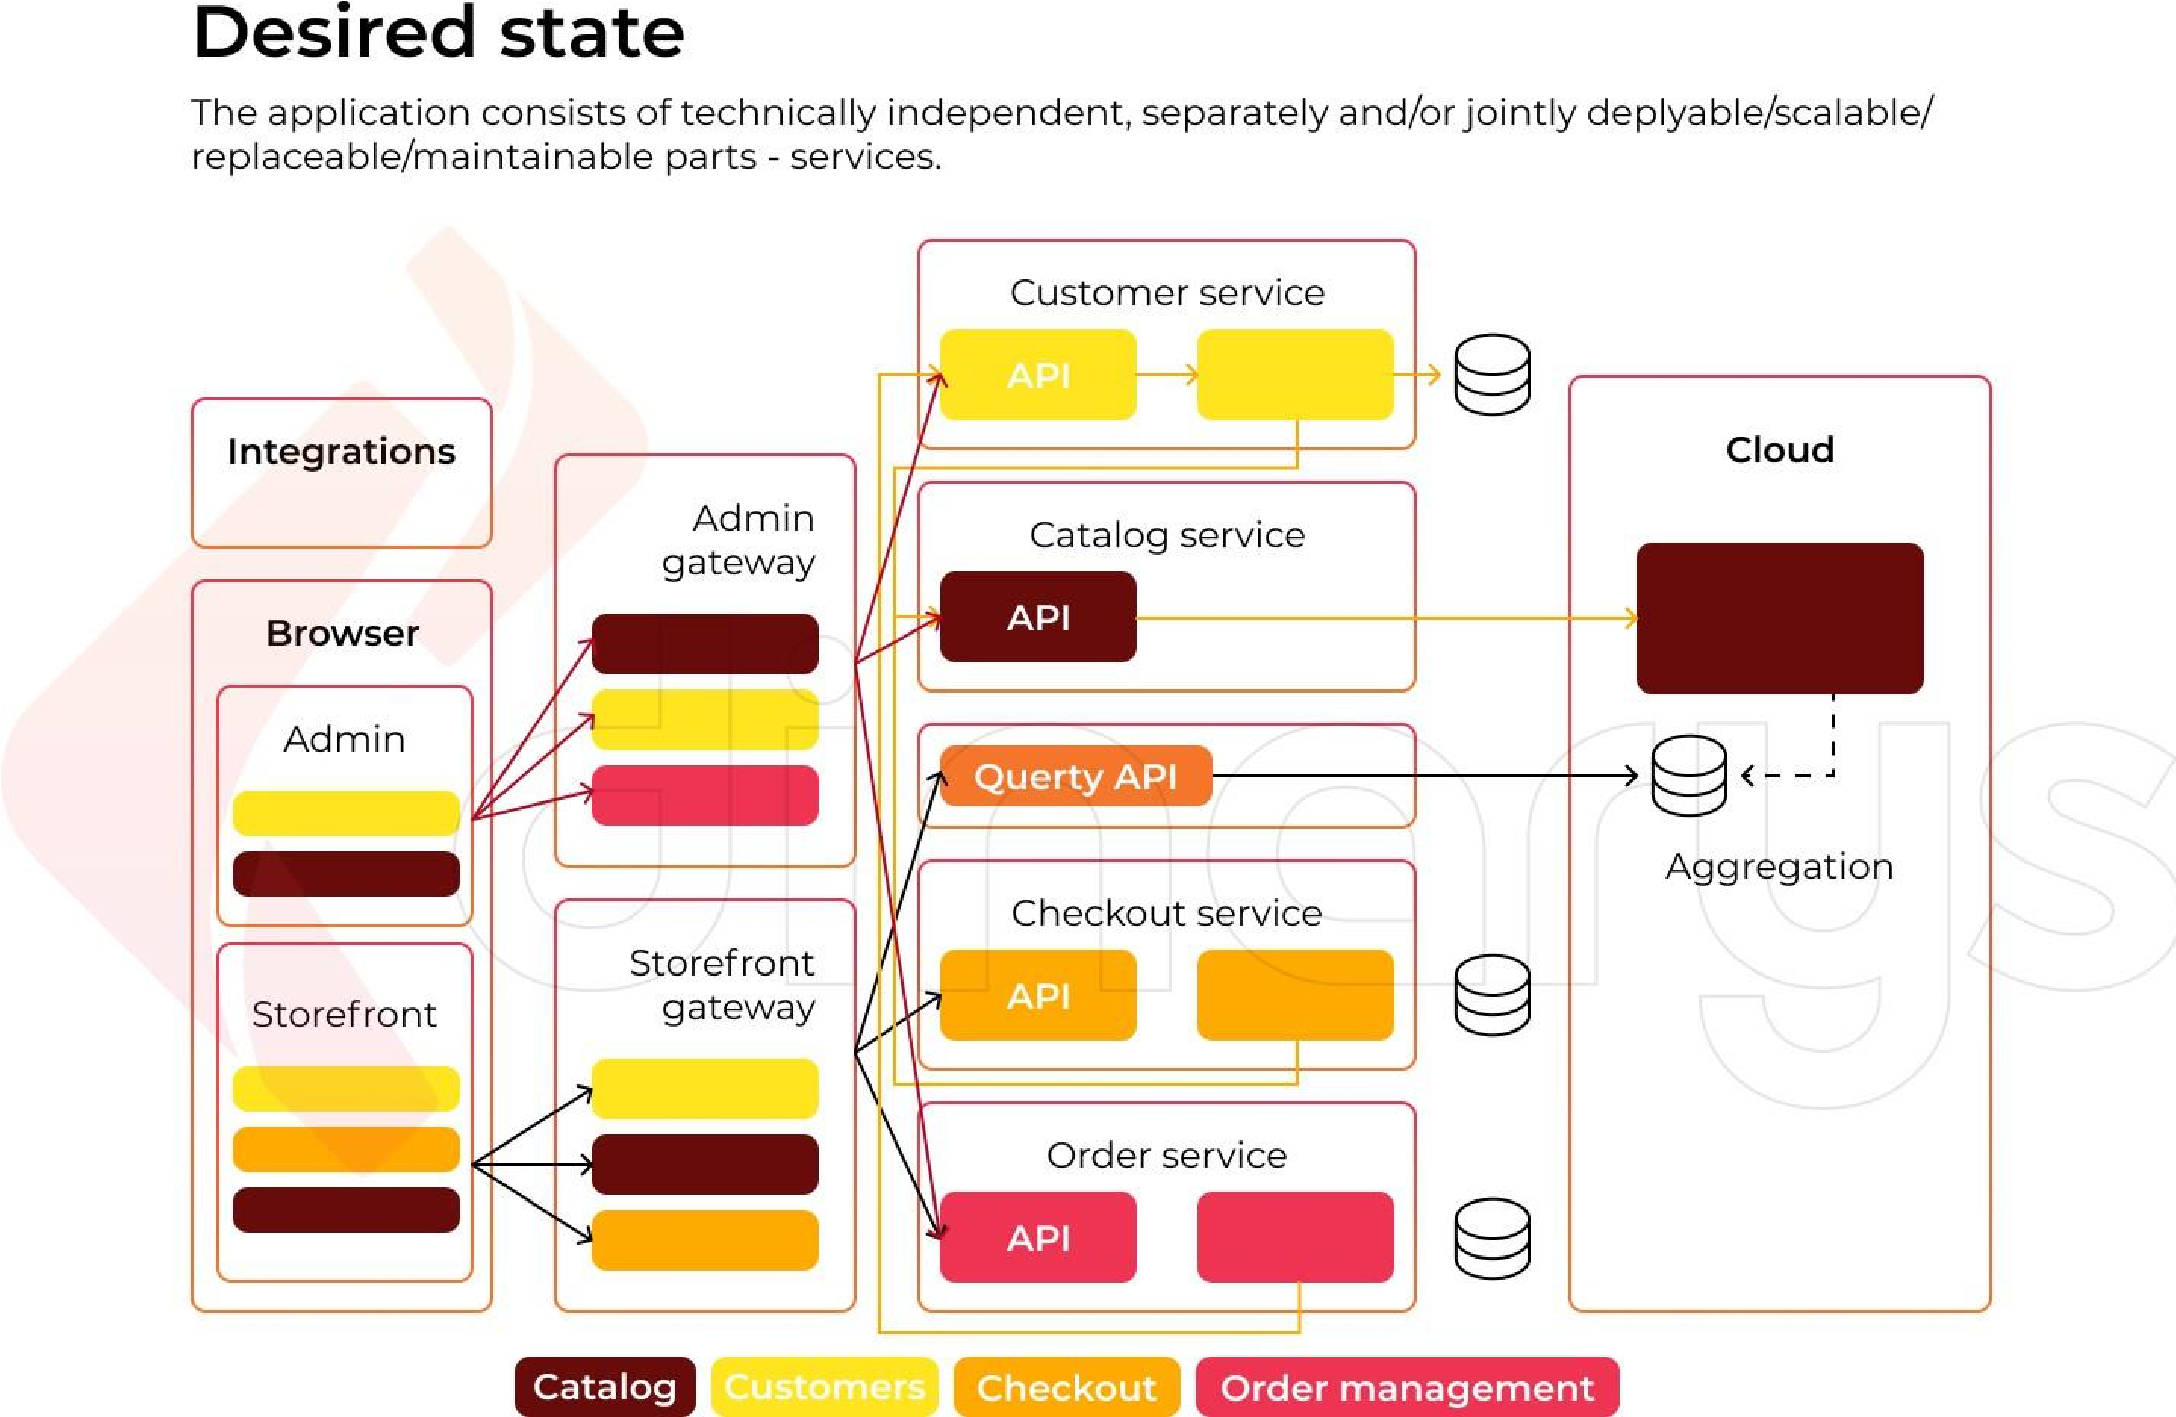 Desired state
The application consists of technically independent, separately and/or jointly deplyable/scalable/
replaceable/maintainable parts - services.
Integrations
Browser
Admin
Storefront
Admin
gateway
Storefront
gateway
Customer service
API
Catalog service
API
Querty API
Checkout service
API
Order service
API
Cloud
Aggregation
Catalog
Customers
Checkout
Order management
dinarys